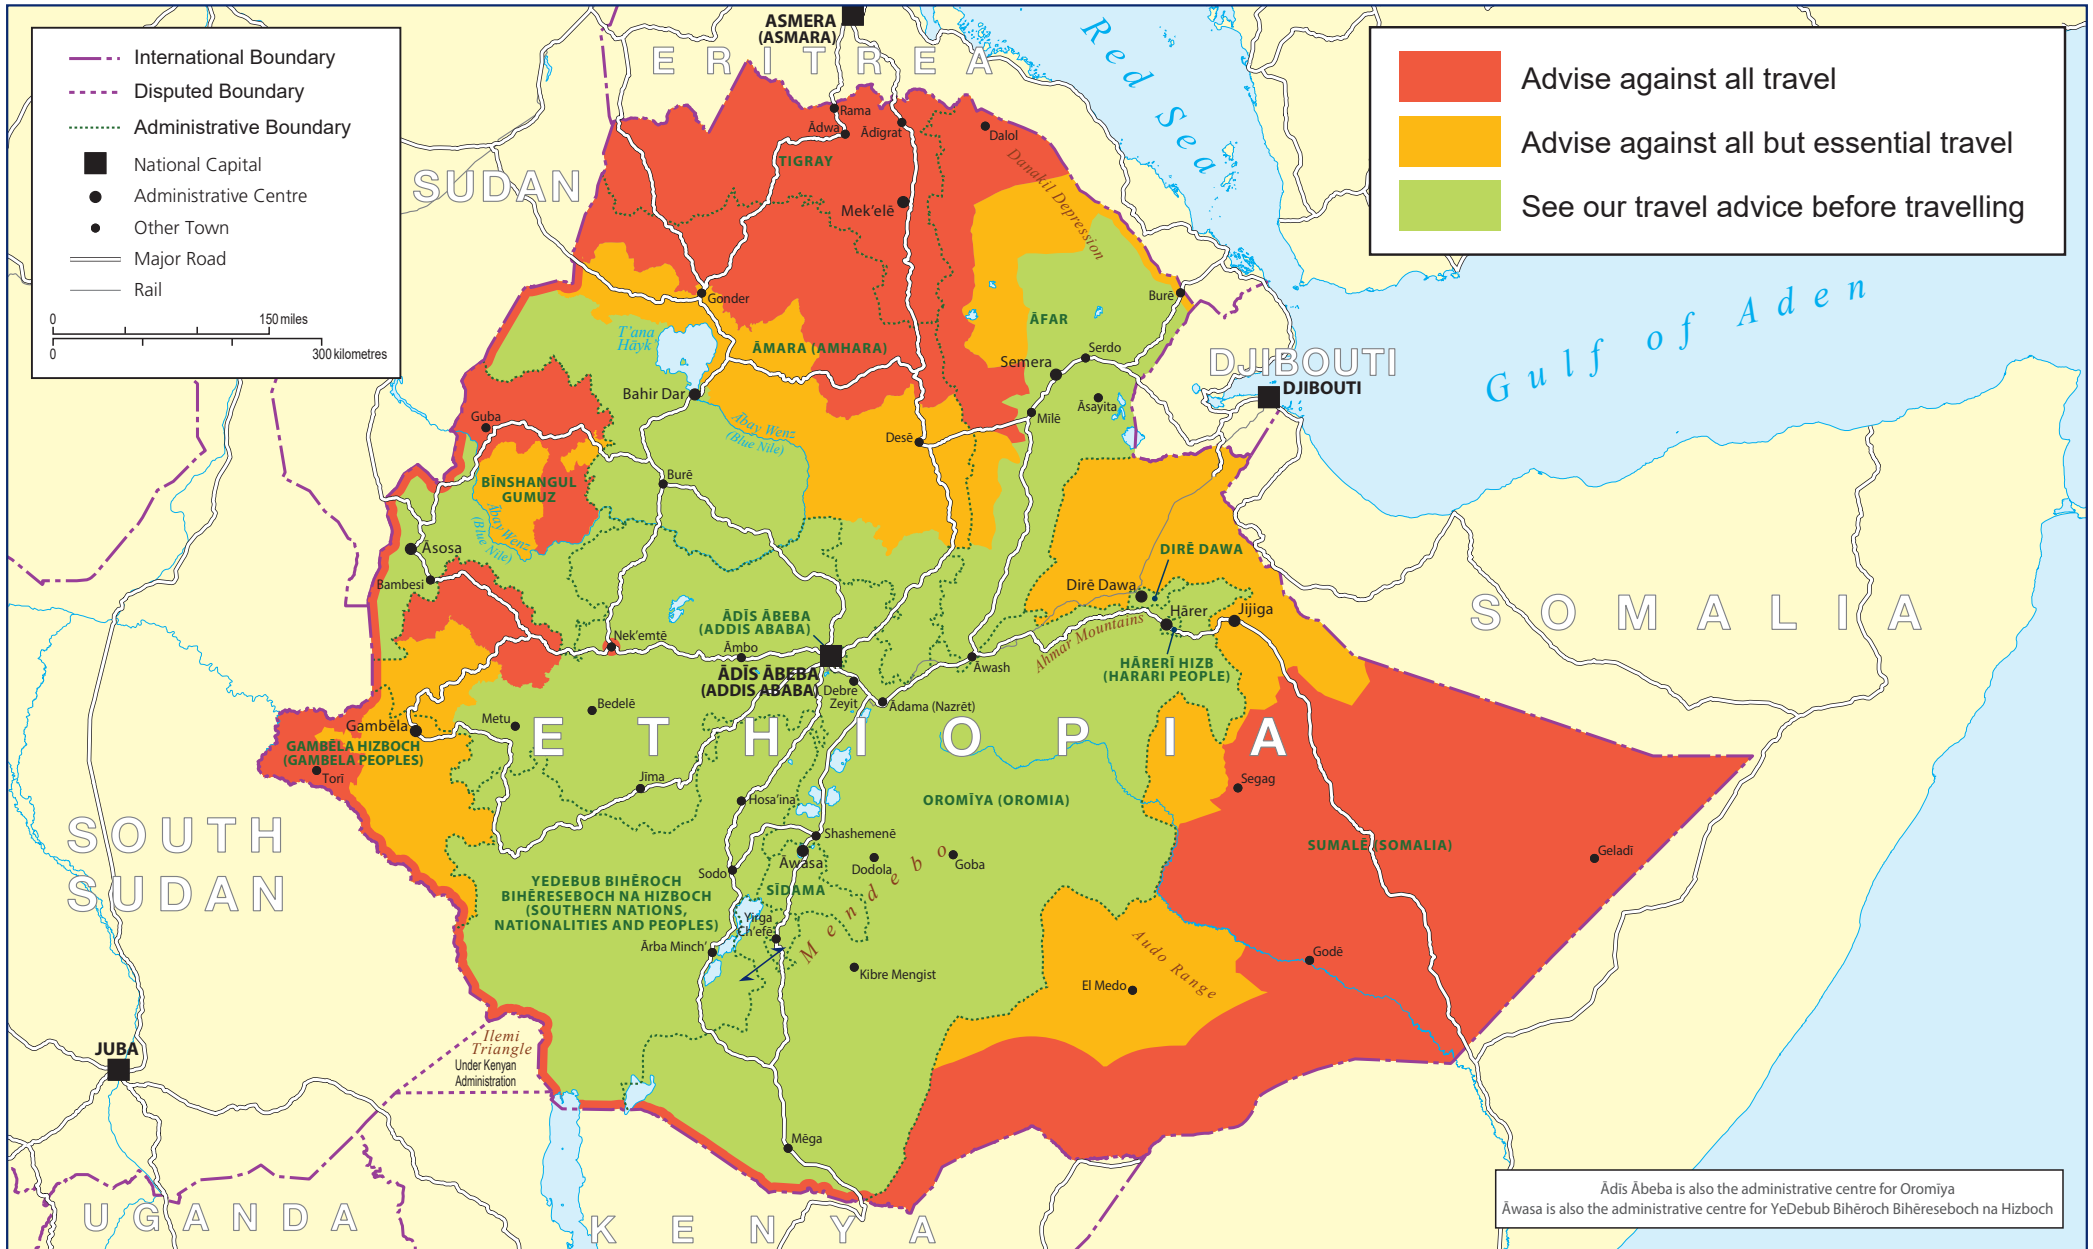 International Boundary
Disputed Boundary
Administrative Boundary
National Capital
Administrative Centre
Other Town
Major Road
Rail
0
150 miles
0
300 kilometres
Advise against all travel
Advise against all but essential travel
See our travel advice before travelling
ASMERA
(ASMARA)
ERITREA
Red Sea
SUDAN
Rama
Ādwa
Ādīgrat
Dalol
TIGRAY
Danakil Depression
Mek'elē
Gonder
Burē
ĀFAR
T'ana
Hāyk'
ĀMARA (AMHARA)
Serdo
Semera
DJIBOUTI
DJIBOUTI
Gulf of Aden
Bahir Dar
Āsayita
Guba
Mīlē
Ābay Wenz
(Blue Nile)
Desē
Burē
BĪNSHANGUL
GUMUZ
Ābay Wenz
(Blue Nile)
Āsosa
DIRĒ DAWA
Bambesi
Dirē Dawa
Hārer
Jijiga
SOMALIA
ĀDĪS ĀBEBA
(ADDIS ABABA)
Nek'emtē
Āmbo
Ahmar Mountains
Āwash
HĀRERĪ HIZB
(HARARI PEOPLE)
ĀDĪS ĀBEBA
(ADDIS ABABA)
Debre
Zeyit
Ādama (Nazrēt)
Bedelē
Metu
Gambēla
ETHIOPIA
GAMBĒLA HIZBOCH
(GAMBELA PEOPLES)
Torī
Jīma
Segag
Hosa'ina
OROMĪYA (OROMIA)
Shashemenē
SOUTH
SUDAN
SUMALĒ (SOMALIA)
Geladī
Āwasa
Dodola
Goba
Sodo
Mendebo
YEDEBUB BIHĒROCH
BIHĒRESEBOCH NA HIZBOCH
(SOUTHERN NATIONS,
NATIONALITIES AND PEOPLES)
SĪDAMA
Yirga
Ch'efē
Ārba Minch'
Audo Range
Godē
Kibre Mengist
El Medo
Ilemi
Triangle
Under Kenyan
Administration
JUBA
Mēga
UGANDA
KENYA
Ādīs Ābeba is also the administrative centre for Oromīya
Āwasa is also the administrative centre for YeDebub Bihēroch Bihēreseboch na Hizboch